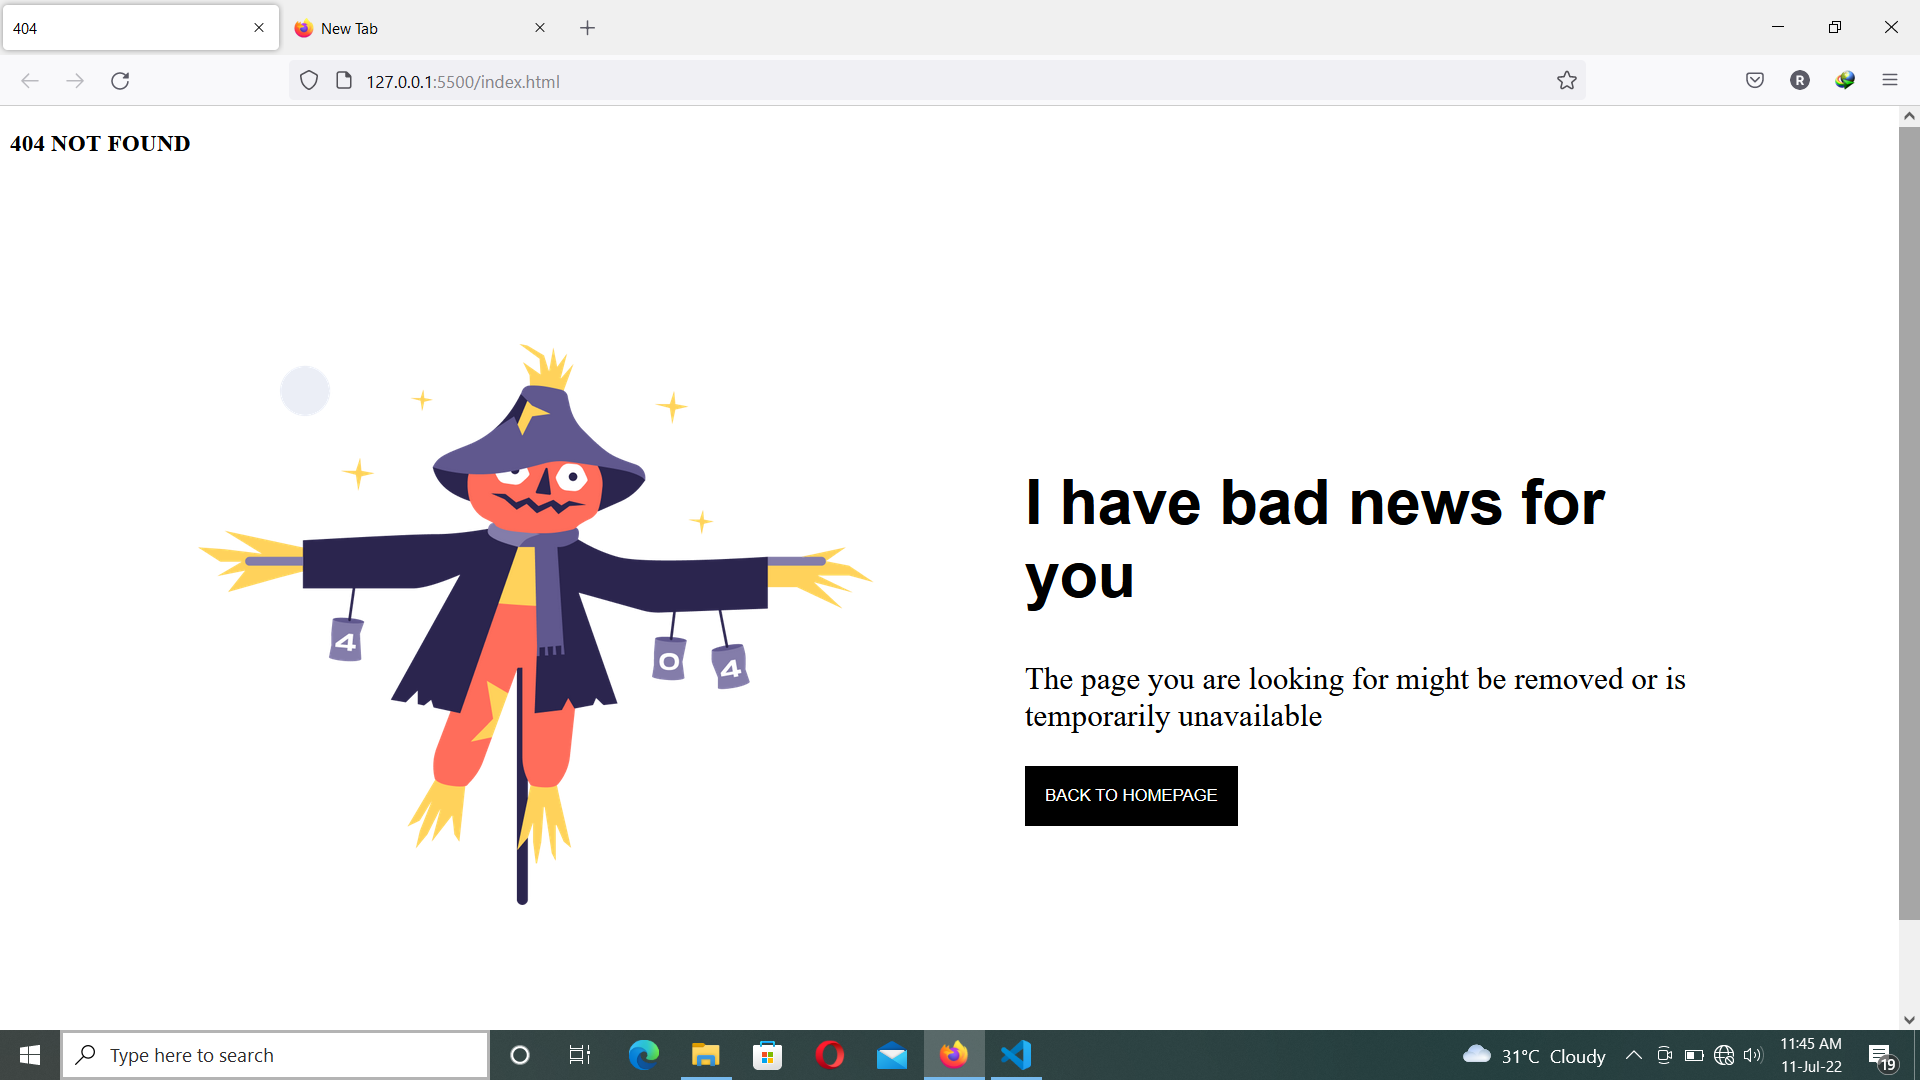 404
New Tab
127.0.0.1:5500/index.html
R
404 NOT FOUND
4
0
4
I have bad news for
you
The page you are looking for might be removed or is
temporarily unavailable
BACK TO HOMEPAGE
Type here to search
31°C Cloudy
11:45 AM
11-Jul-22
19